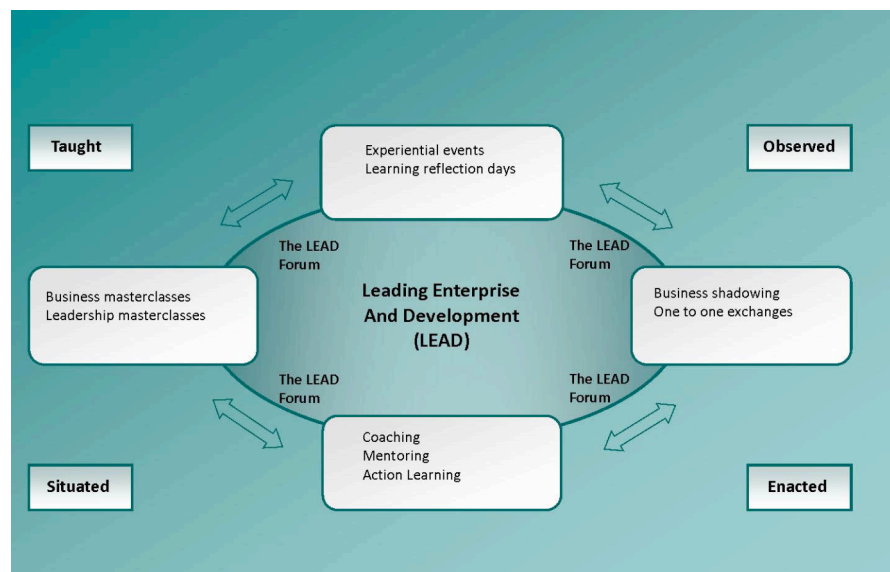 Taught
Experiential events
Learning reflection days
Observed
The LEAD
Forum
The LEAD
Forum
Business masterclasses
Leadership masterclasses
Leading Enterprise
And Development
(LEAD)
Business shadowing
One to one exchanges
The LEAD
Forum
The LEAD
Forum
Coaching
Mentoring
Action Learning
Situated
Enacted